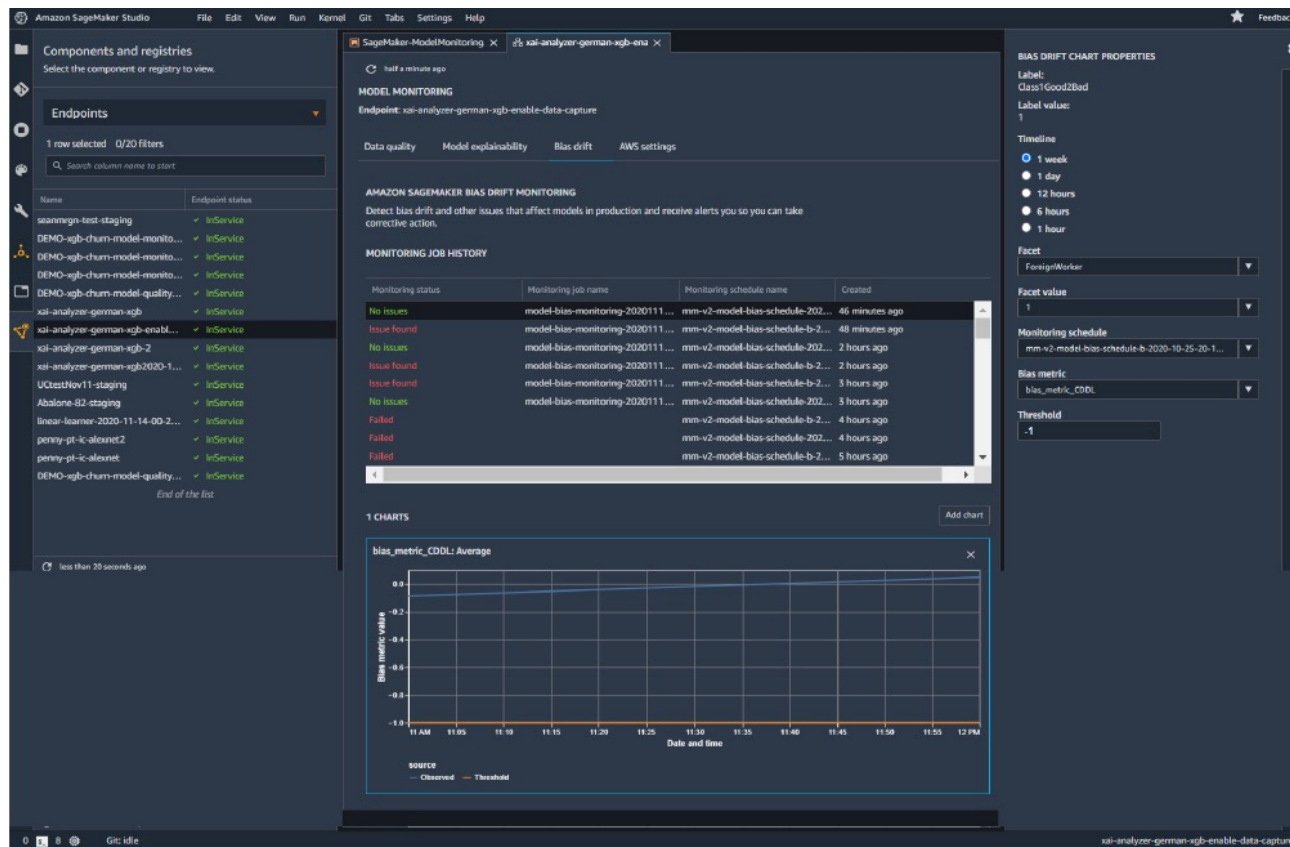 Amazon SageMaker Studio File Edit View Run Kernel Git Tabs Settings Help Feedbac
Components and registries
Select the component or registry to view.
Endpoints
1 row selected 0/20 filters
Search column name to start
Name Endpoint status
seanmrgn-test-staging InService
DEMO-xgb-churn-model-monito... InService
DEMO-xgb-churn-model-monito... InService
DEMO-xgb-churn-model-monito... InService
DEMO-xgb-churn-model-quality... InService
xai-analyzer-german-xgb InService
xai-analyzer-german-xgb-enabl... InService
xai-analyzer-german-xgb-2 InService
xai-analyzer-german-xgb2020-1... InService
UCtestNov11-staging InService
Abalone-82-staging InService
linear-learner-2020-11-14-00-2... InService
penny-pt-ic-alexnet2 InService
penny-pt-ic-alexnet InService
DEMO-xgb-churn-model-quality... InService
End of the list
less than 20 seconds ago
SageMaker-ModelMonitoring xai-analyzer-german-xgb-ena
half a minute ago
MODEL MONITORING
Endpoint: xai-analyzer-german-xgb-enable-data-capture
Data quality Model explainability Bias drift AWS settings
AMAZON SAGEMAKER BIAS DRIFT MONITORING
Detect bias drift and other issues that affect models in production and receive alerts you so you can take
corrective action.
MONITORING JOB HISTORY
Monitoring status Monitoring job name Monitoring schedule name Created
No issues model-bias-monitoring-2020111... mm-v2-model-bias-schedule-202... 46 minutes ago
Issue found model-bias-monitoring-2020111... mm-v2-model-bias-schedule-b-2... 48 minutes ago
No issues model-bias-monitoring-2020111... mm-v2-model-bias-schedule-202... 2 hours ago
Issue found model-bias-monitoring-2020111... mm-v2-model-bias-schedule-b-2... 2 hours ago
Issue found model-bias-monitoring-2020111... mm-v2-model-bias-schedule-b-2... 3 hours ago
No issues model-bias-monitoring-2020111... mm-v2-model-bias-schedule-202... 3 hours ago
Failed mm-v2-model-bias-schedule-b-2... 4 hours ago
Failed mm-v2-model-bias-schedule-202... 4 hours ago
Failed mm-v2-model-bias-schedule-b-2... 5 hours ago
1 CHARTS Add chart
bias_metric_CDDL: Average
Bias metric value
0.0
-0.2
-0.4
-0.6
-0.8
-1.0
11 AM 11:05 11:10 11:15 11:20 11:25 11:30 11:35 11:40 11:45 11:50 11:55 12 PM
Date and time
source
Observed Threshold
BIAS DRIFT CHART PROPERTIES
Label:
Class1Good2Bad
Label value:
1
Timeline
1 week
1 day
12 hours
6 hours
1 hour
Facet
ForeignWorker
Facet value
1
Monitoring schedule
mm-v2-model-bias-schedule-b-2020-10-25-20-1...
Bias metric
bias_metric_CDDL
Threshold
-1
0 8 Git: idle xai-analyzer-german-xgb-enable-data-captur